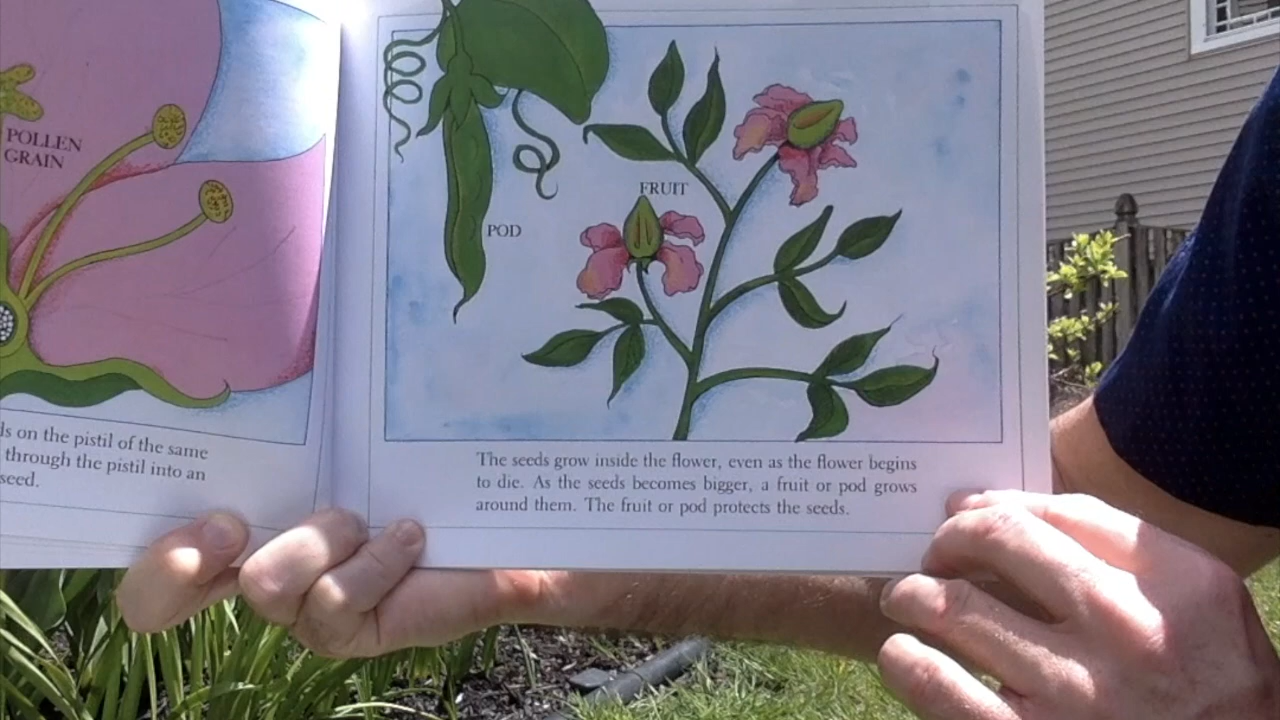 POLLEN
GRAIN
on the pistil of the same
through the pistil into an
seed.
POD
FRUIT
The seeds grow inside the flower, even as the flower begins
to die. As the seeds becomes bigger, a fruit or pod grows
around them. The fruit or pod protects the seeds.